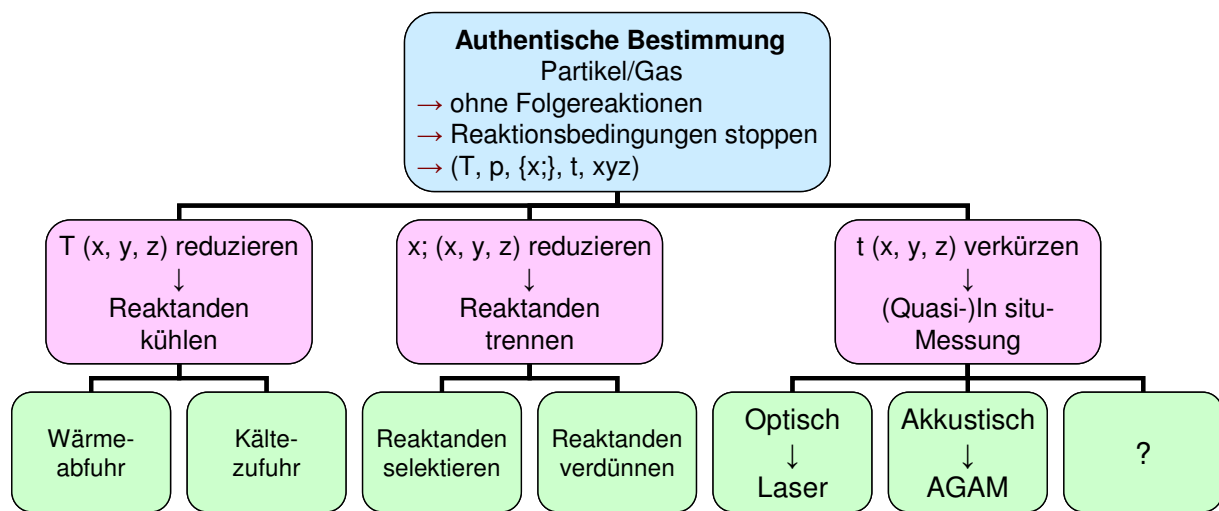 Authentische Bestimmung
Partikel/Gas
→ ohne Folgereaktionen
→ Reaktionsbedingungen stoppen
→ (T, p, {x;}, t, xyz)
T (x, y, z) reduzieren
↓
Reaktanden
kühlen
x; (x, y, z) reduzieren
↓
Reaktanden
trennen
t (x, y, z) verkürzen
↓
(Quasi-)In situ-
Messung
Wärme-
abfuhr
Kälte-
zufuhr
Reaktanden
selektieren
Reaktanden
verdünnen
Optisch
↓
Laser
Akkustisch
↓
AGAM
?